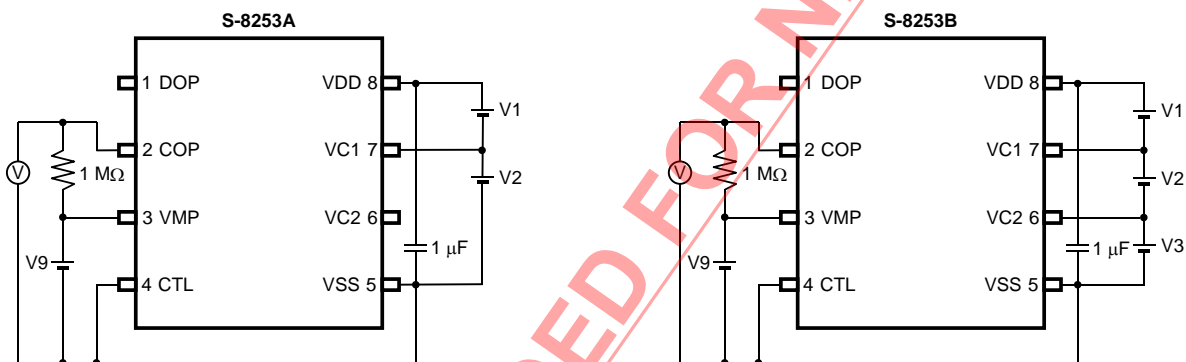 S-8253A
1 DOP
VDD 8
V1
2 COP
VC1 7
V
1 MΩ
V2
3 VMP
VC2 6
V9
1 μF
4 CTL
VSS 5
S-8253B
1 DOP
VDD 8
V1
2 COP
VC1 7
V
1 MΩ
V2
3 VMP
VC2 6
V9
1 μF
V3
4 CTL
VSS 5
ED FOR N